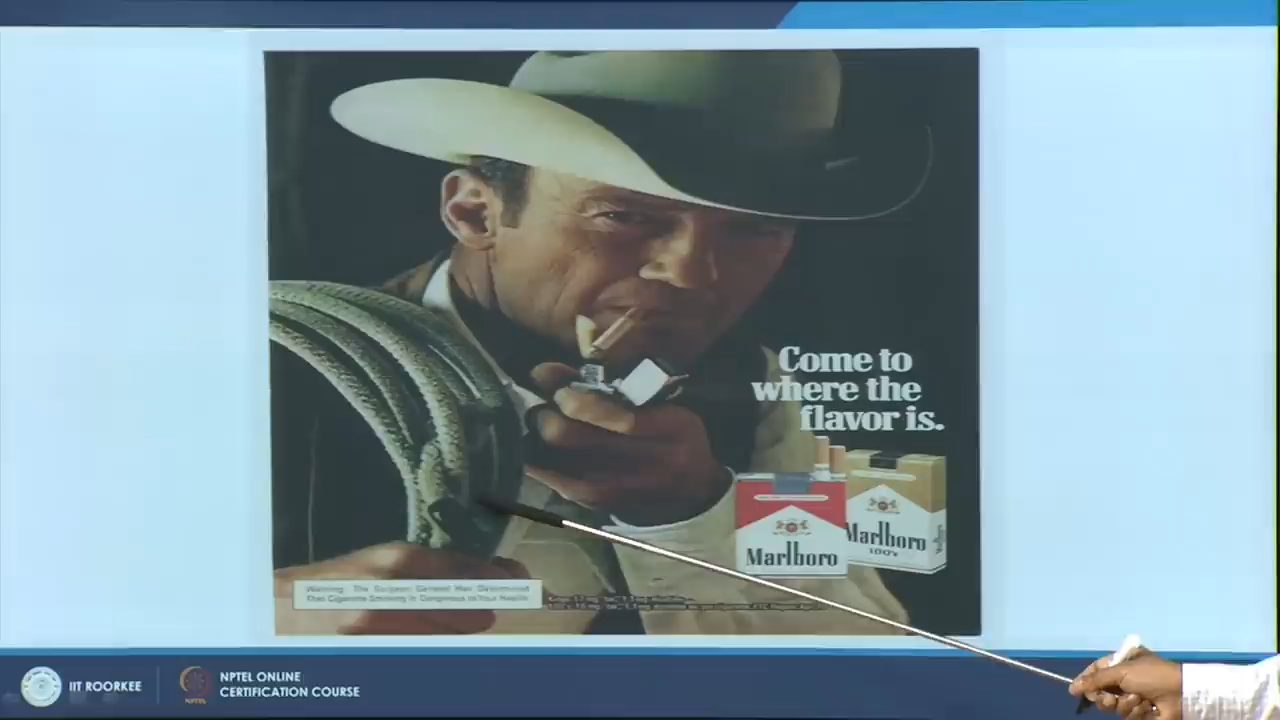 Come to
where the
flavor is.
Marlboro
Marlboro
100's
Warning: The Surgeon General Has Determined
That Cigarette Smoking Is Dangerous to Your Health.
IIT ROORKEE
NPTEL ONLINE
CERTIFICATION COURSE